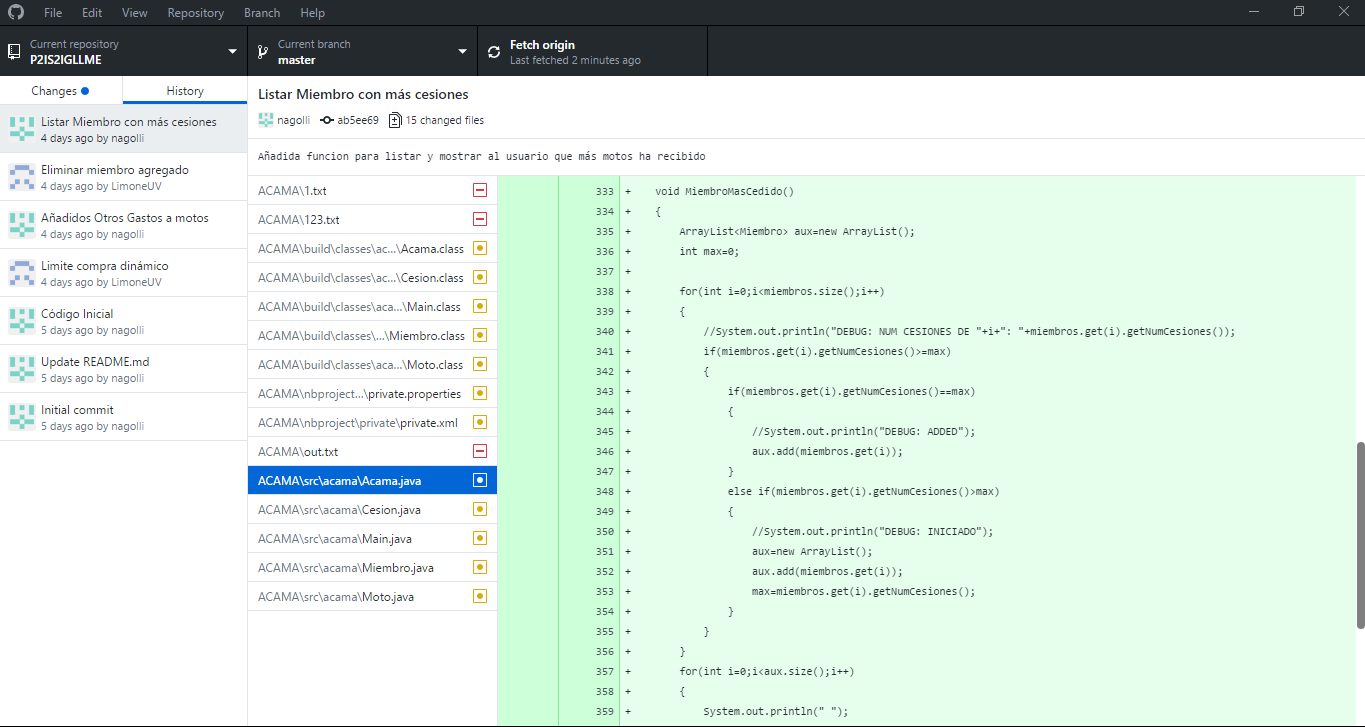 File Edit View Repository Branch Help
Current repository
P2IS2IGLLME
Current branch
master
Fetch origin
Last fetched 2 minutes ago
Changes
History
Listar Miembro con más cesiones
4 days ago by nagolli
Eliminar miembro agregado
4 days ago by LimoneUV
Añadidos Otros Gastos a motos
4 days ago by nagolli
Limite compra dinámico
4 days ago by LimoneUV
Código Inicial
5 days ago by nagolli
Update README.md
5 days ago by nagolli
Initial commit
5 days ago by nagolli
Listar Miembro con más cesiones
nagolli ab5ee69 15 changed files
Añadida funcion para listar y mostrar al usuario que más motos ha recibido
ACAMA\1.txt
ACAMA\123.txt
ACAMA\build\classes\ac...\Acama.class
ACAMA\build\classes\ac...\Cesion.class
ACAMA\build\classes\aca...\Main.class
ACAMA\build\classes\...\Miembro.class
ACAMA\build\classes\aca...\Moto.class
ACAMA\nbproject...\private.properties
ACAMA\nbproject\private\private.xml
ACAMA\out.txt
ACAMA\src\acama\Acama.java
ACAMA\src\acama\Cesion.java
ACAMA\src\acama\Main.java
ACAMA\src\acama\Miembro.java
ACAMA\src\acama\Moto.java
333 + void MiembroMasCedido()
334 + {
335 + ArrayList<Miembro> aux=new ArrayList();
336 + int max=0;
337 +
338 + for(int i=0;i<miembros.size();i++)
339 + {
340 + //System.out.println("DEBUG: NUM CESIONES DE "+i+": "+miembros.get(i).getNumCesiones());
341 + if(miembros.get(i).getNumCesiones()>=max)
342 + {
343 + if(miembros.get(i).getNumCesiones()==max)
344 + {
345 + //System.out.println("DEBUG: ADDED");
346 + aux.add(miembros.get(i));
347 + }
348 + else if(miembros.get(i).getNumCesiones()>max)
349 + {
350 + //System.out.println("DEBUG: INICIADO");
351 + aux=new ArrayList();
352 + aux.add(miembros.get(i));
353 + max=miembros.get(i).getNumCesiones();
354 + }
355 + }
356 + }
357 + for(int i=0;i<aux.size();i++)
358 + {
359 + System.out.println(" ");